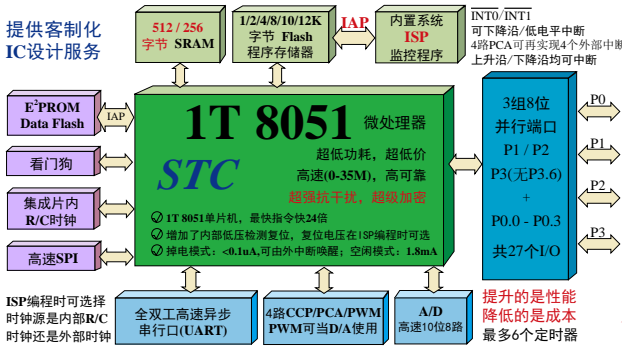 提供客制化
IC设计服务
512 / 256
字节 SRAM
1/2/4/8/10/12K
字节 Flash
程序存储器
IAP
内置系统
ISP
监控程序
INT0/INT1
可下降沿/低电平中断
4路PCA可再实现4个外部中断
上升沿/下降沿均可中断
E²PROM
Data Flash
IAP
看门狗
集成片内
R/C时钟
高速SPI
1T 8051 微处理器
STC
超低功耗，超低价
高速(0-35M)，高可靠
超强抗干扰，超级加密
1T 8051单片机，最快指令快24倍
增加了内部低压检测复位，复位电压在ISP编程时可选
掉电模式：<0.1uA,可由外中断唤醒；空闲模式：1.8mA
3组8位
并行端口
P1 / P2
P3(无P3.6)
+
P0.0 - P0.3
共27个I/O
P0
P1
P2
P3
ISP编程时可选择
时钟源是内部R/C
时钟还是外部时钟
全双工高速异步
串行口(UART)
4路CCP/PCA/PWM
PWM可当D/A使用
A/D
高速10位8路
提升的是性能
降低的是成本
最多6个定时器